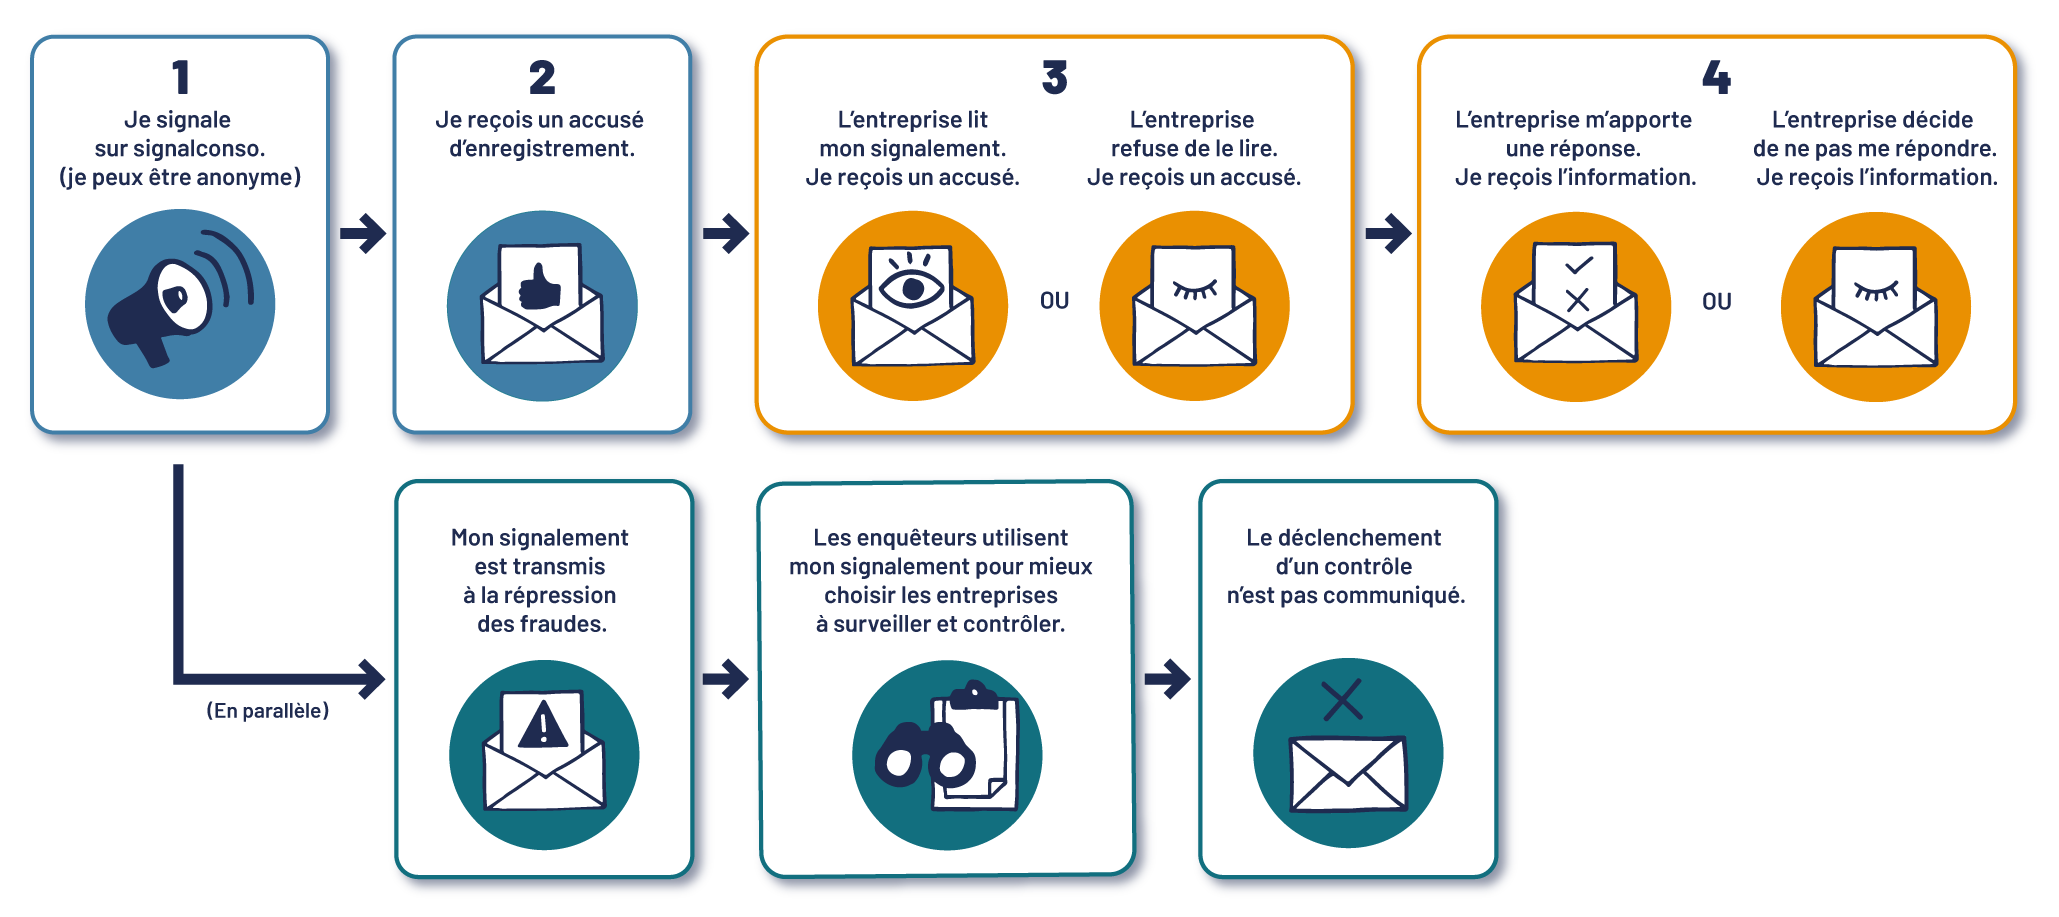 1
Je signale
sur signalconso.
(je peux être anonyme)
2
Je reçois un accusé
d’enregistrement.
3
L’entreprise lit
mon signalement.
Je reçois un accusé.
OU
L’entreprise
refuse de le lire.
Je reçois un accusé.
4
L’entreprise m’apporte
une réponse.
Je reçois l’information.
OU
L’entreprise décide
de ne pas me répondre.
Je reçois l’information.
(En parallèle)
Mon signalement
est transmis
à la répression
des fraudes.
Les enquêteurs utilisent
mon signalement pour mieux
choisir les entreprises
à surveiller et contrôler.
Le déclenchement
d’un contrôle
n’est pas communiqué.